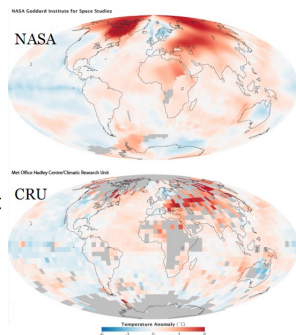 NASA Goddard Institute for Space Studies
NASA
Met Office Hadley Centre/Climatic Research Unit
CRU
Temperature Anomaly (°C)